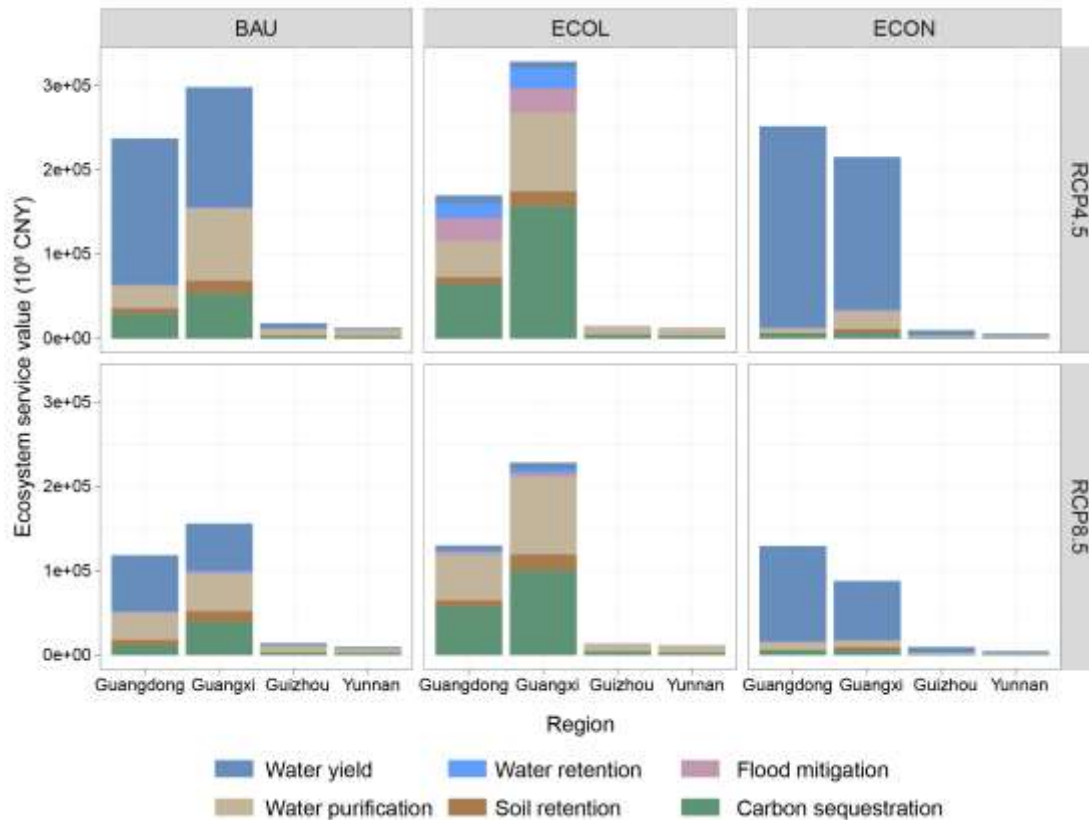 BAU ECOL ECON
Ecosystem service value (10⁸ CNY)
3e+05
2e+05
1e+05
0e+00
RCP4.5
3e+05
2e+05
1e+05
0e+00
RCP8.5
Guangdong Guangxi Guizhou Yunnan Guangdong Guangxi Guizhou Yunnan Guangdong Guangxi Guizhou Yunnan
Region
Water yield Water retention Flood mitigation
Water purification Soil retention Carbon sequestration